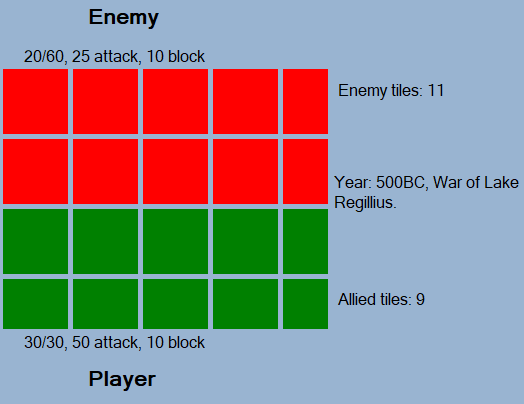 Enemy
20/60, 25 attack, 10 block
Enemy tiles: 11
Year: 500BC, War of Lake
Regillius.
Allied tiles: 9
30/30, 50 attack, 10 block
Player